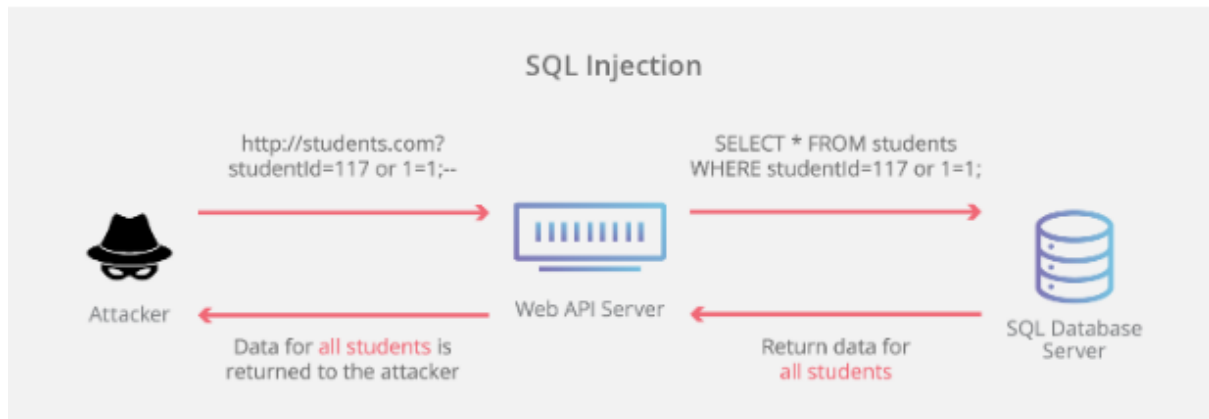 SQL Injection
http://students.com?
studentId=117 or 1=1;--
SELECT * FROM students
WHERE studentId=117 or 1=1;
Attacker
Web API Server
SQL Database
Server
Data for all students is
returned to the attacker
Return data for
all students